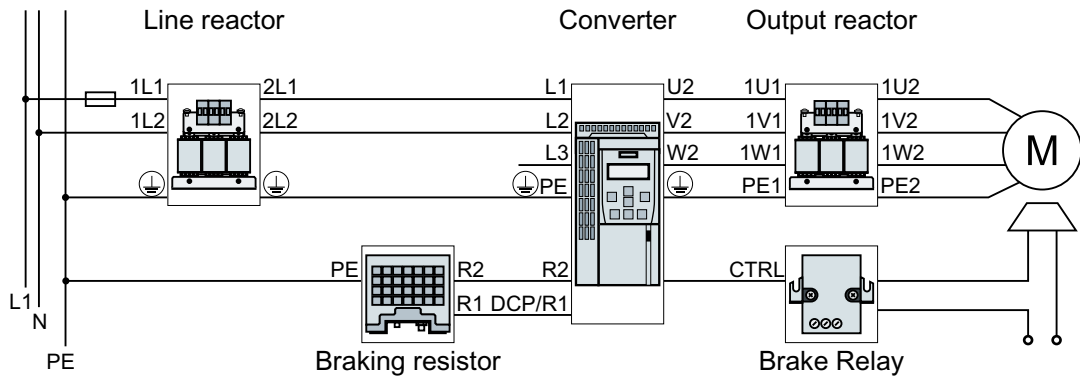 Line reactor Converter Output reactor
1L1 2L1 L1 U2 1U1 1U2
1L2 2L2 L2 V2 1V1 1V2
L3 W2 1W1 1W2 M
PE PE1 PE2
PE R2 R2 CTRL
L1 R1 DCP/R1
N
PE Braking resistor Brake Relay